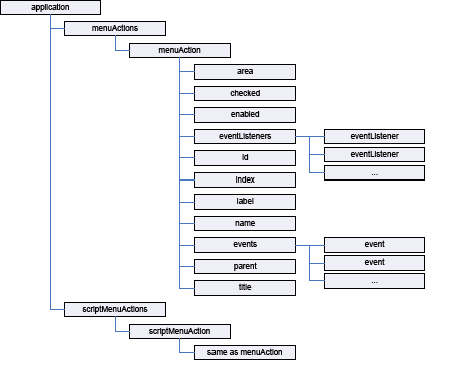 application
menuActions
menuAction
area
checked
enabled
eventListeners
eventListener
eventListener
...
id
index
label
name
events
event
event
...
parent
title
scriptMenuActions
scriptMenuAction
same as menuAction